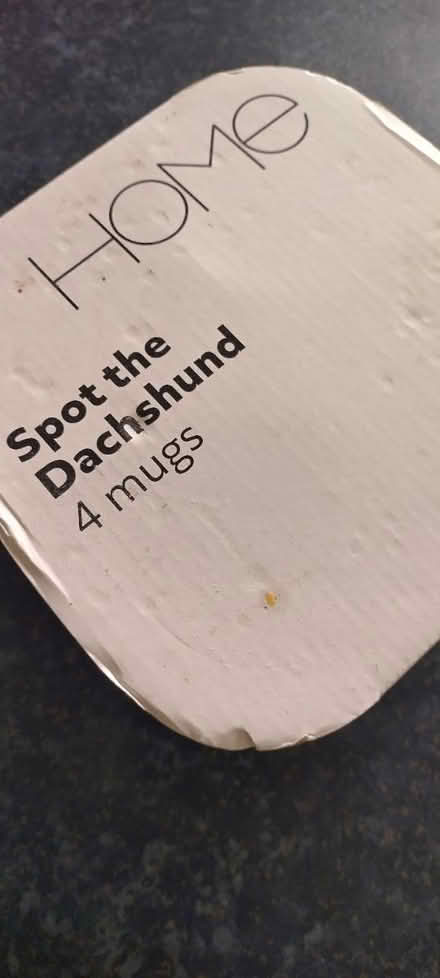 HOMe
Spot the
Dachshund
4 mugs